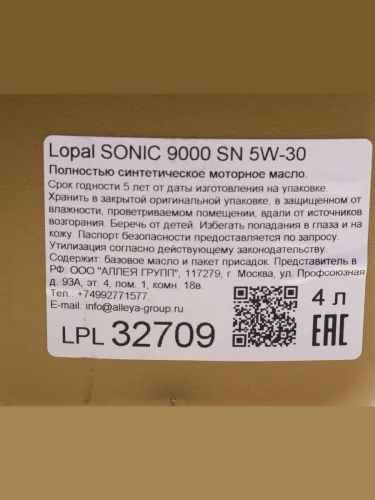 Lopal SONIC 9000 SN 5W-30
Полностью синтетическое моторное масло.
Срок годности 5 лет от даты изготовления на упаковке.
Хранить в закрытой оригинальной упаковке, в защищенном от
влажности, проветриваемом помещении, вдали от источников
возгорания. Беречь от детей. Избегать попадания в глаза и на
кожу. Паспорт безопасности предоставляется по запросу.
Утилизация согласно действующему законодательству.
Содержит: базовое масло и пакет присадок. Представитель в
РФ: ООО "АЛЛЕЯ ГРУПП", 117279, г. Москва, ул. Профсоюзная
д. 93А, эт. 4, пом. 1, комн. 18в.
Тел.: +74992771577
E-mail: info@alleya-group.ru
4 л
LPL 32709
EAC